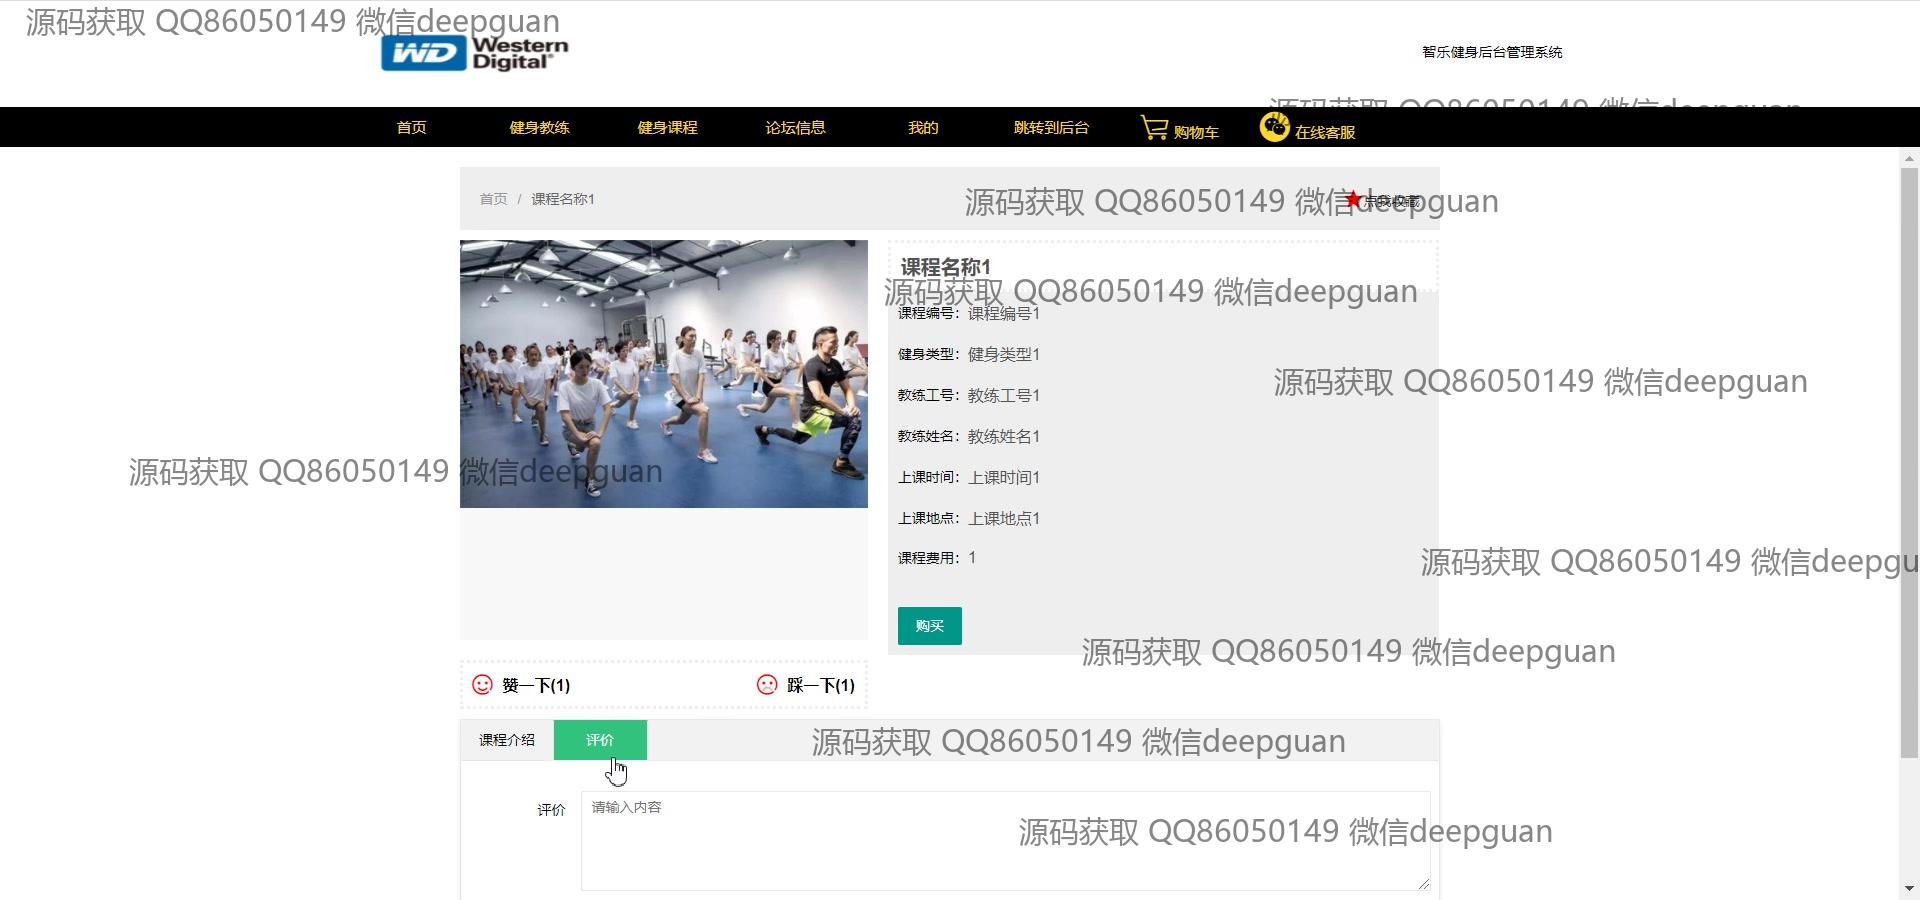 源码获取 QQ86050149 微信deepguan
WD Western Digital
智乐健身后台管理系统
首页 健身教练 健身课程 论坛信息 我的 跳转到后台 购物车 在线客服
首页 / 课程名称1
源码获取 QQ86050149 微信deepguan
点我收藏
课程名称1
源码获取 QQ86050149 微信deepguan
课程编号：课程编号1
健身类型：健身类型1
源码获取 QQ86050149 微信deepguan
教练工号：教练工号1
教练姓名：教练姓名1
源码获取 QQ86050149 微信deepguan
上课时间：上课时间1
上课地点：上课地点1
课程费用：1
源码获取 QQ86050149 微信deepgu
购买
源码获取 QQ86050149 微信deepguan
赞一下(1) 踩一下(1)
课程介绍 评价
源码获取 QQ86050149 微信deepguan
评价 请输入内容
源码获取 QQ86050149 微信deepguan